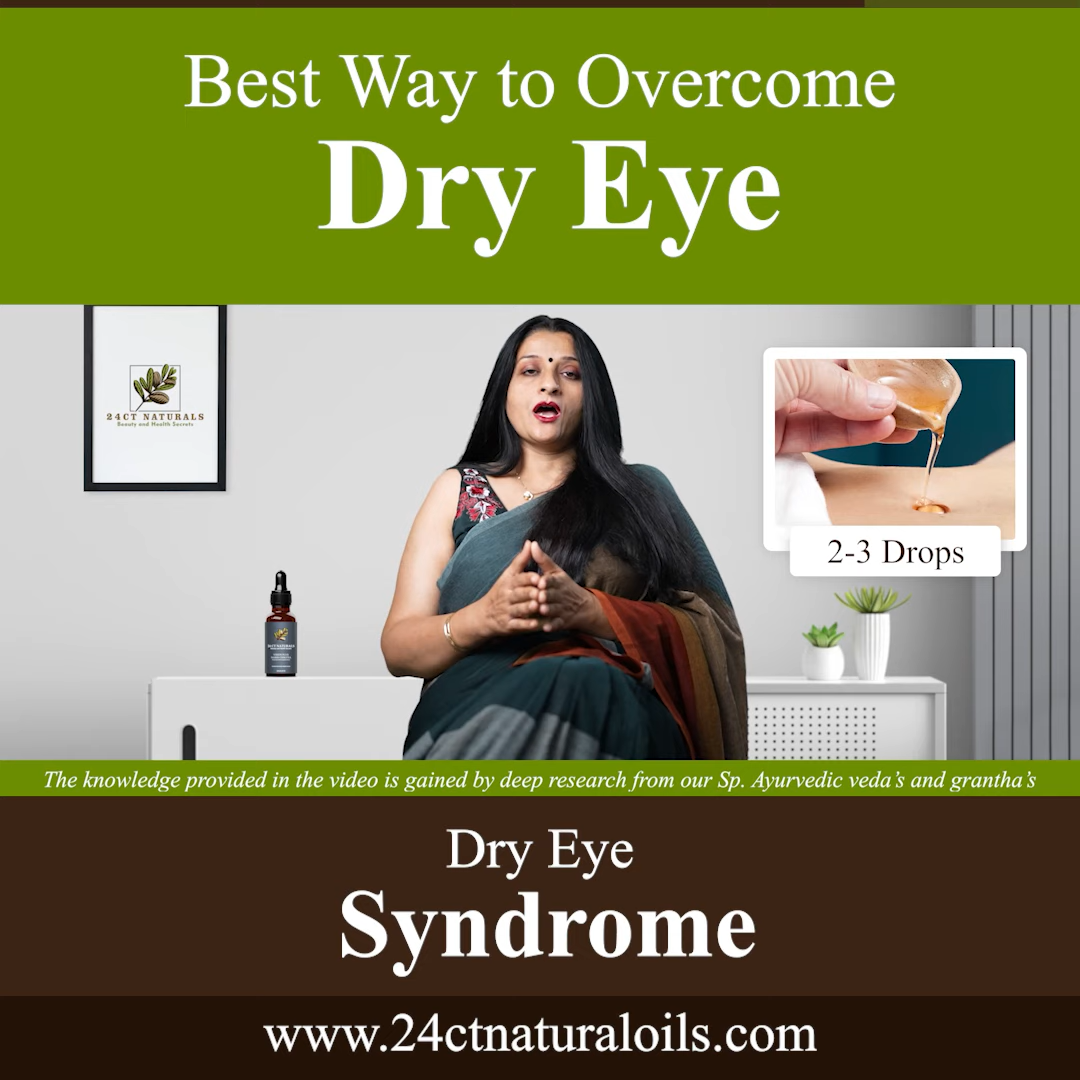 Best Way to Overcome
Dry Eye
24CT NATURALS
Beauty and Health Secrets
2-3 Drops
24CT NATURALS
The knowledge provided in the video is gained by deep research from our Sp. Ayurvedic veda's and grantha's
Dry Eye
Syndrome
www.24ctnaturaloils.com